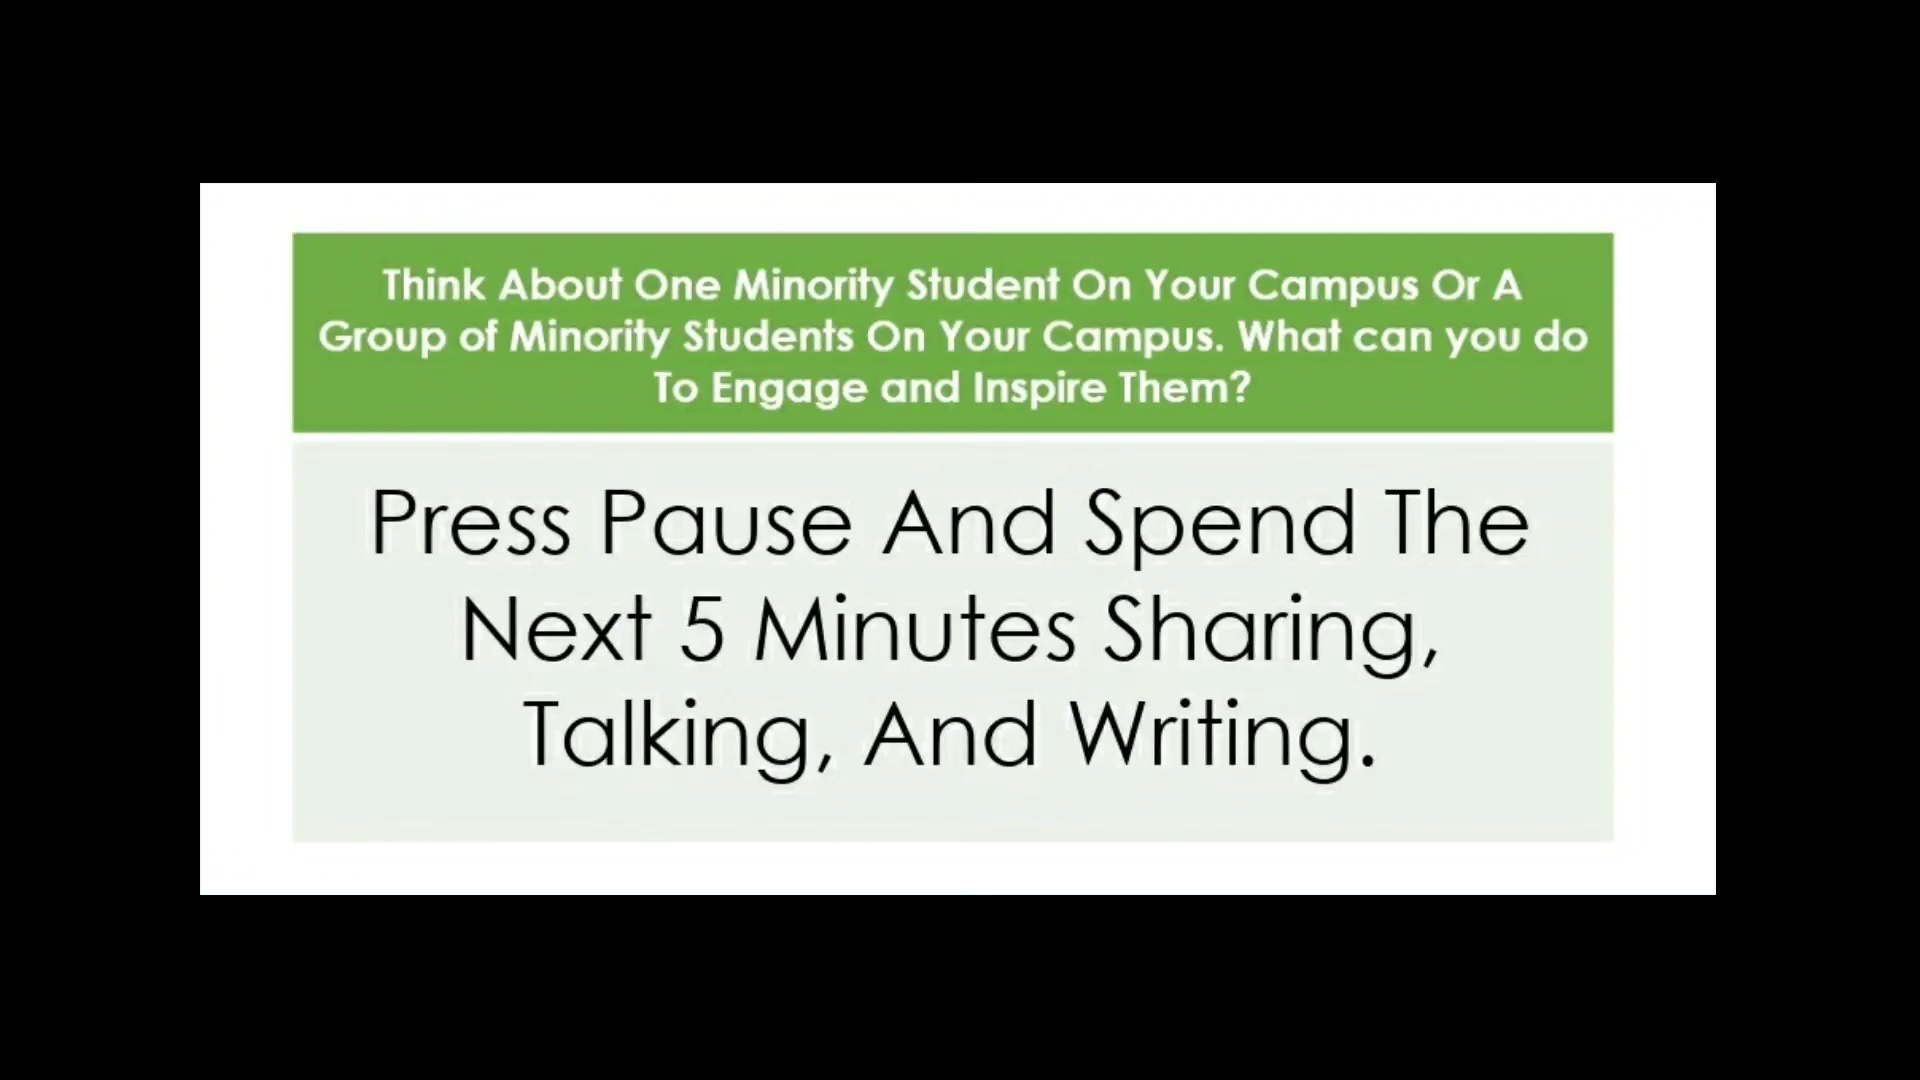 Think About One Minority Student On Your Campus Or A
Group of Minority Students On Your Campus. What can you do
To Engage and Inspire Them?
Press Pause And Spend The
Next 5 Minutes Sharing,
Talking, And Writing.